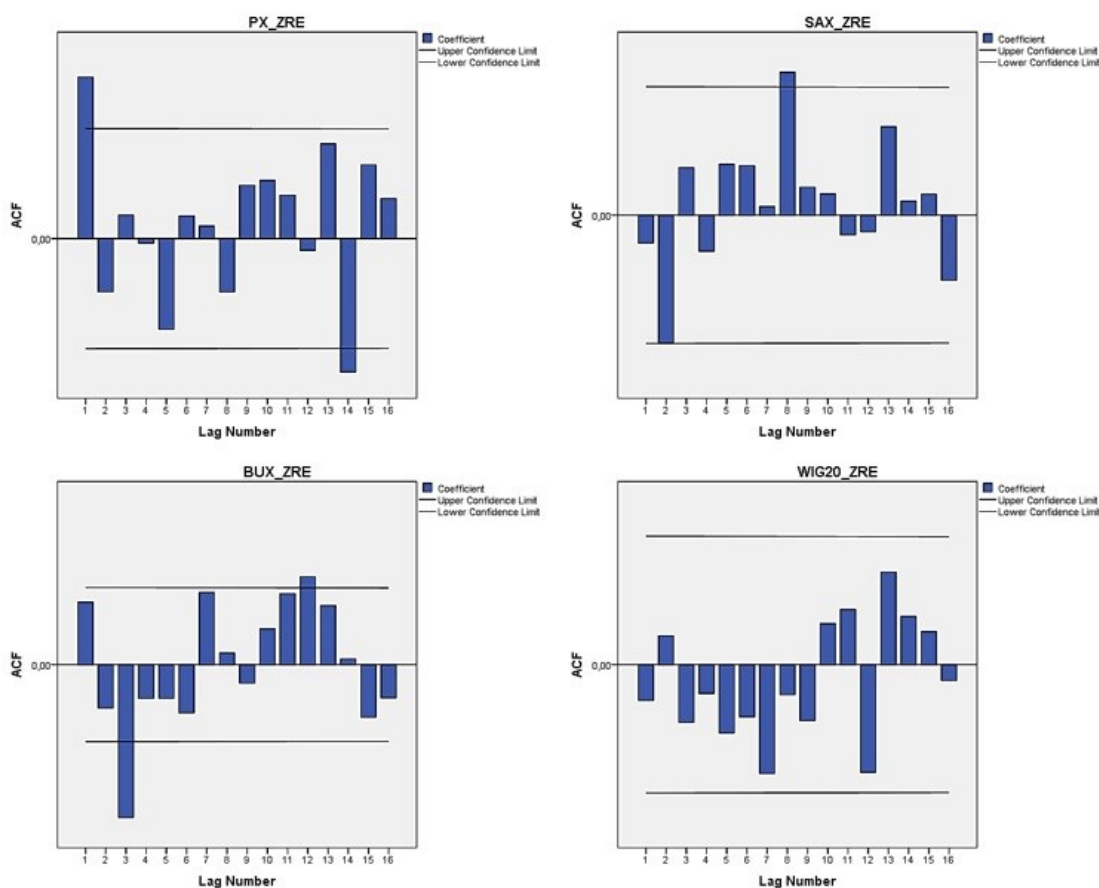 PX_ZRE
Coefficient
Upper Confidence Limit
Lower Confidence Limit
ACF
0,00
1 2 3 4 5 6 7 8 9 10 11 12 13 14 15 16
Lag Number
SAX_ZRE
Coefficient
Upper Confidence Limit
Lower Confidence Limit
ACF
0,00
1 2 3 4 5 6 7 8 9 10 11 12 13 14 15 16
Lag Number
BUX_ZRE
Coefficient
Upper Confidence Limit
Lower Confidence Limit
ACF
0,00
1 2 3 4 5 6 7 8 9 10 11 12 13 14 15 16
Lag Number
WIG20_ZRE
Coefficient
Upper Confidence Limit
Lower Confidence Limit
ACF
0,00
1 2 3 4 5 6 7 8 9 10 11 12 13 14 15 16
Lag Number